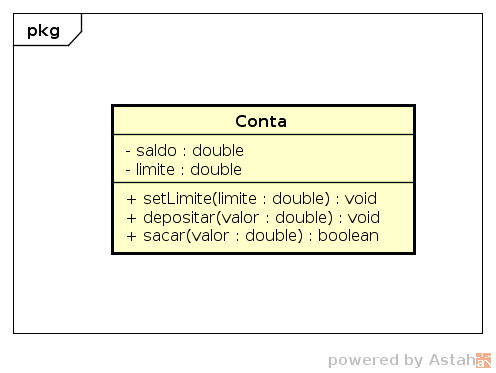 pkg
Conta
- saldo : double
- limite : double
+ setLimite(limite : double) : void
+ depositar(valor : double) : void
+ sacar(valor : double) : boolean
powered by Astah